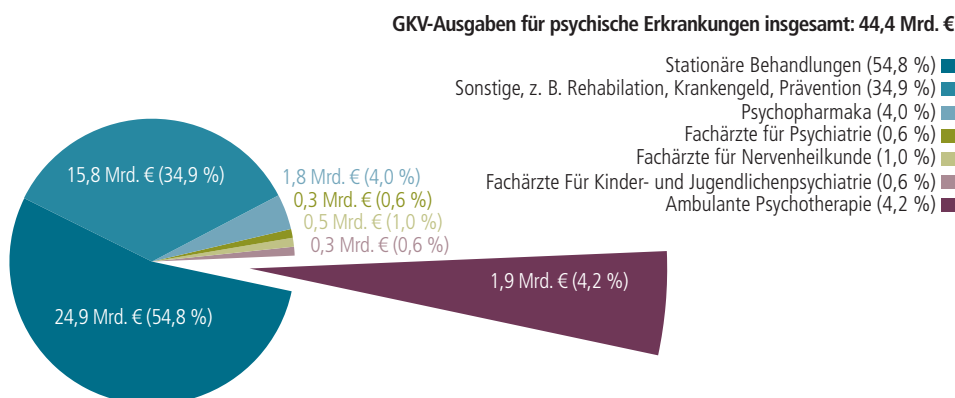 GKV-Ausgaben für psychische Erkrankungen insgesamt: 44,4 Mrd. €
Stationäre Behandlungen (54,8 %)
Sonstige, z. B. Rehabilation, Krankengeld, Prävention (34,9 %)
Psychopharmaka (4,0 %)
Fachärzte für Psychiatrie (0,6 %)
Fachärzte für Nervenheilkunde (1,0 %)
Fachärzte Für Kinder- und Jugendlichenpsychiatrie (0,6 %)
Ambulante Psychotherapie (4,2 %)
15,8 Mrd. € (34,9 %)
1,8 Mrd. € (4,0 %)
0,3 Mrd. € (0,6 %)
0,5 Mrd. € (1,0 %)
0,3 Mrd. € (0,6 %)
1,9 Mrd. € (4,2 %)
24,9 Mrd. € (54,8 %)